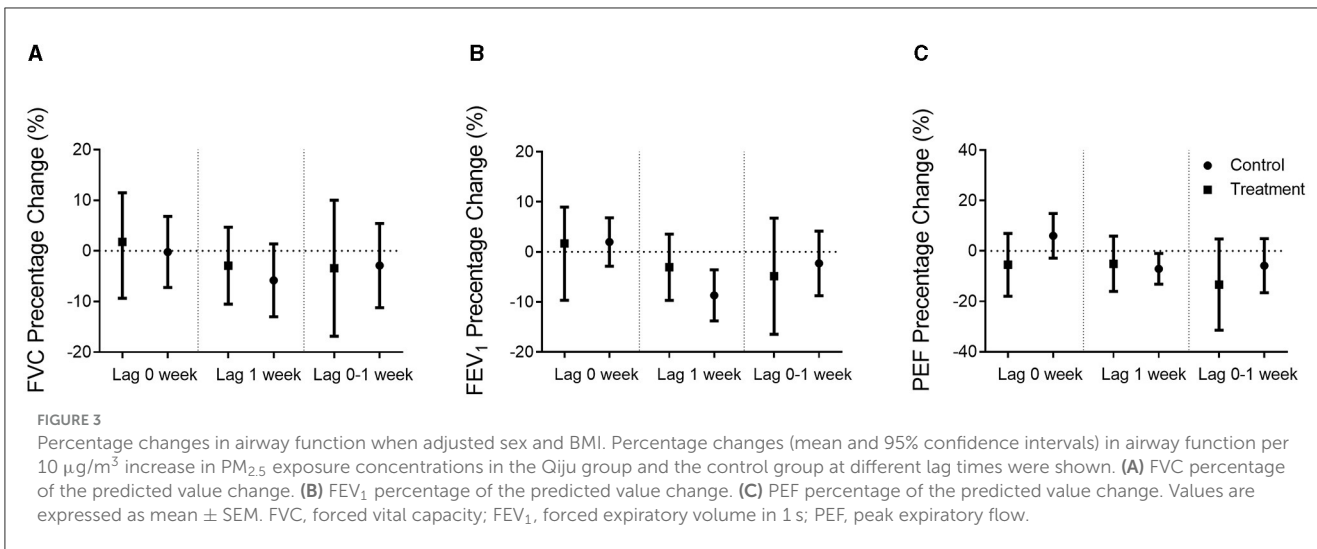 A
B
C
FVC Precentage Change (%)
20
10
0
-10
-20
Lag 0 week
Lag 1 week
Lag 0-1 week
FEV1 Precentage Change (%)
20
10
0
-10
-20
Lag 0 week
Lag 1 week
Lag 0-1 week
PEF Precentage Change (%)
40
20
0
-20
-40
Lag 0 week
Lag 1 week
Lag 0-1 week
Control
Treatment
FIGURE 3
Percentage changes in airway function when adjusted sex and BMI. Percentage changes (mean and 95% confidence intervals) in airway function per
10 μg/m³ increase in PM2.5 exposure concentrations in the Qiju group and the control group at different lag times were shown. (A) FVC percentage
of the predicted value change. (B) FEV1 percentage of the predicted value change. (C) PEF percentage of the predicted value change. Values are
expressed as mean ± SEM. FVC, forced vital capacity; FEV1, forced expiratory volume in 1 s; PEF, peak expiratory flow.